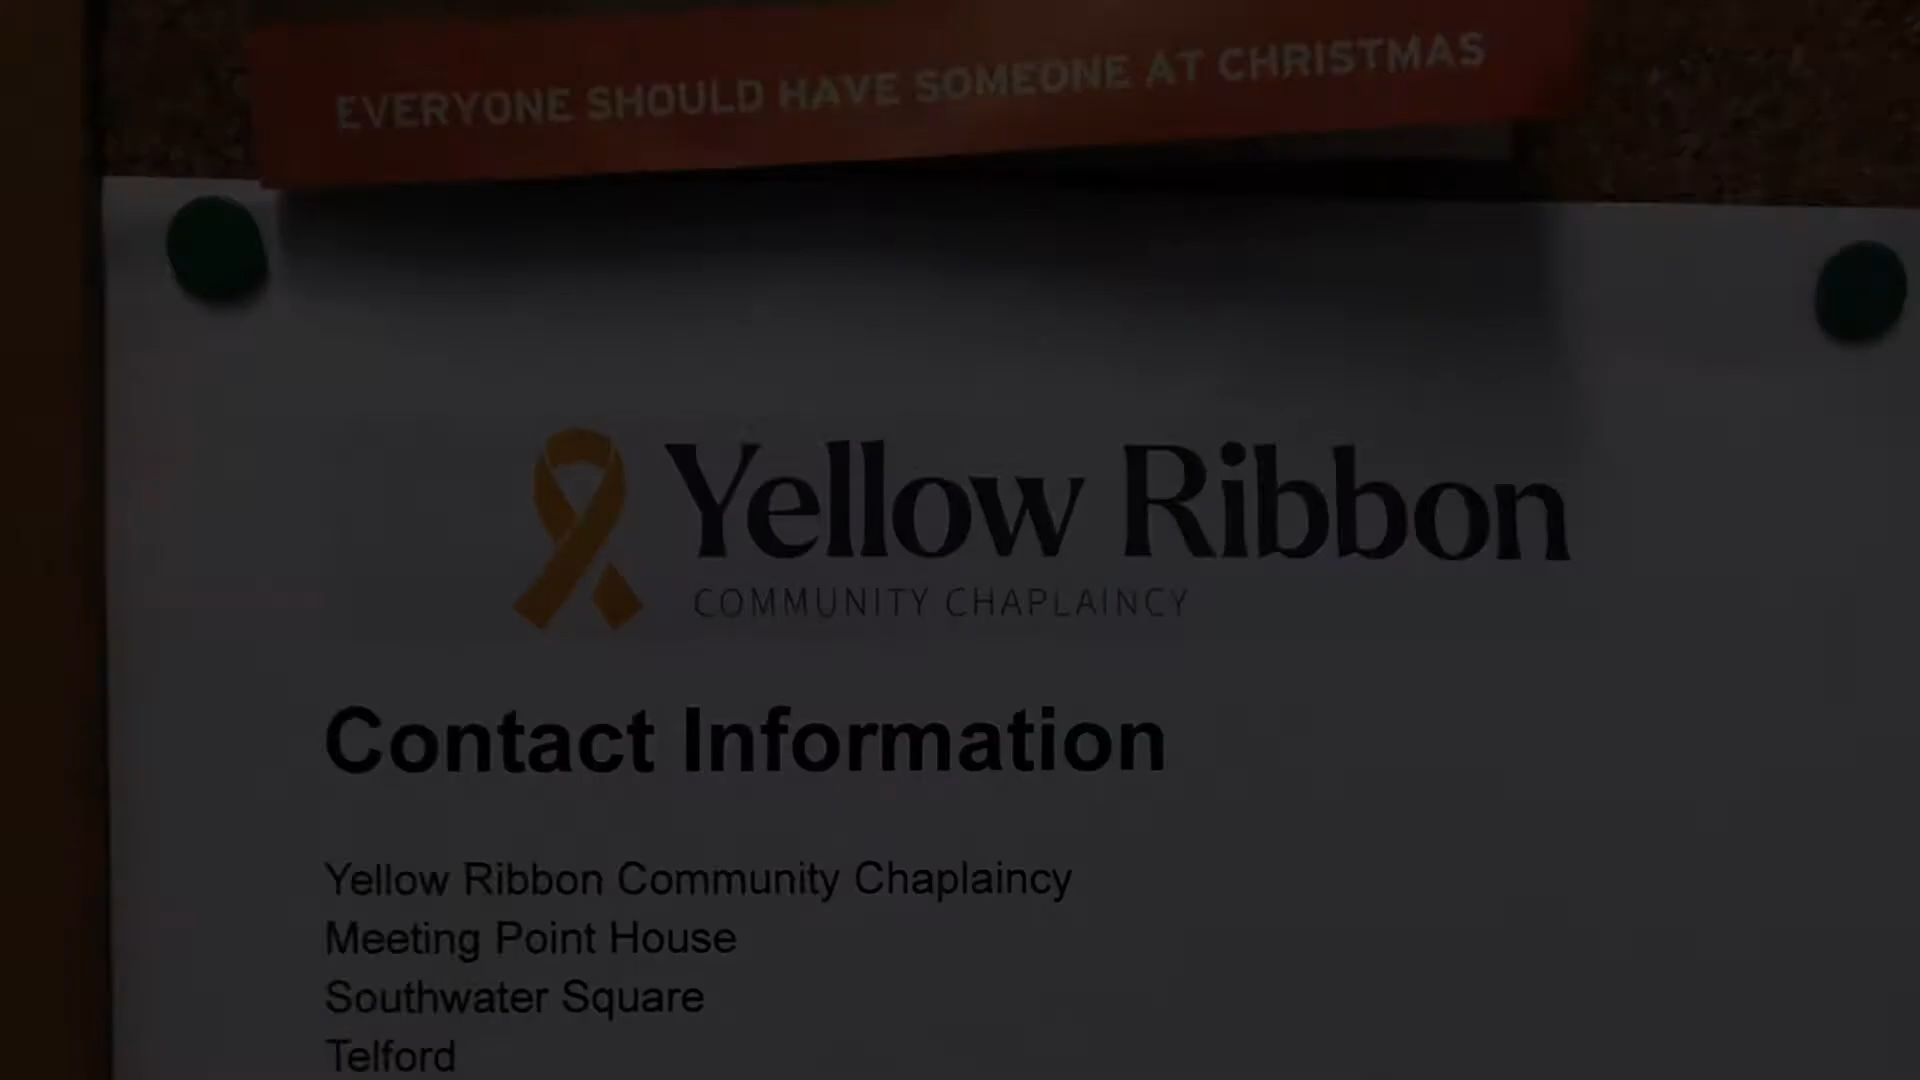 EVERYONE SHOULD HAVE SOMEONE AT CHRISTMAS
Yellow Ribbon
COMMUNITY CHAPLAINCY
Contact Information
Yellow Ribbon Community Chaplaincy
Meeting Point House
Southwater Square
Telford